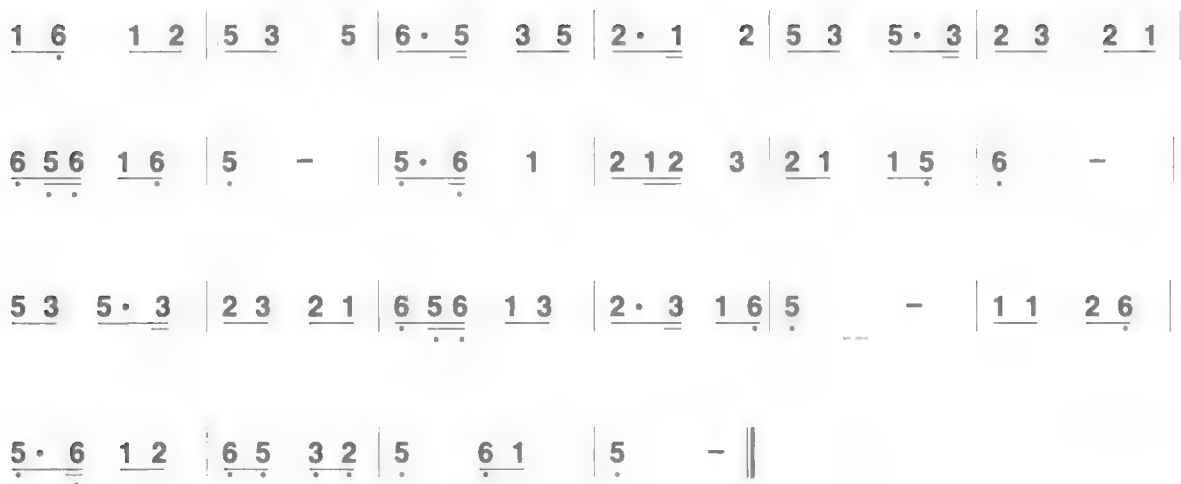 1 6̣ 1 2 | 5 3 5 | 6· 5 3 5 | 2· 1 2 | 5 3 5· 3 | 2 3 2 1 |
6̣ 5̣ 6̣ 1 6̣ | 5̣ – | 5̣· 6̣ 1 | 2 1 2 3 | 2 1 1 5̣ | 6̣ – |
5 3 5· 3 | 2 3 2 1 | 6̣ 5̣ 6̣ 1 3 | 2· 3 1 6̣ | 5̣ – | 1 1 2 6̣ |
5̣· 6̣ 1 2 | 6̣ 5̣ 3̣ 2̣ | 5̣ 6̣ 1 | 5̣ – ‖